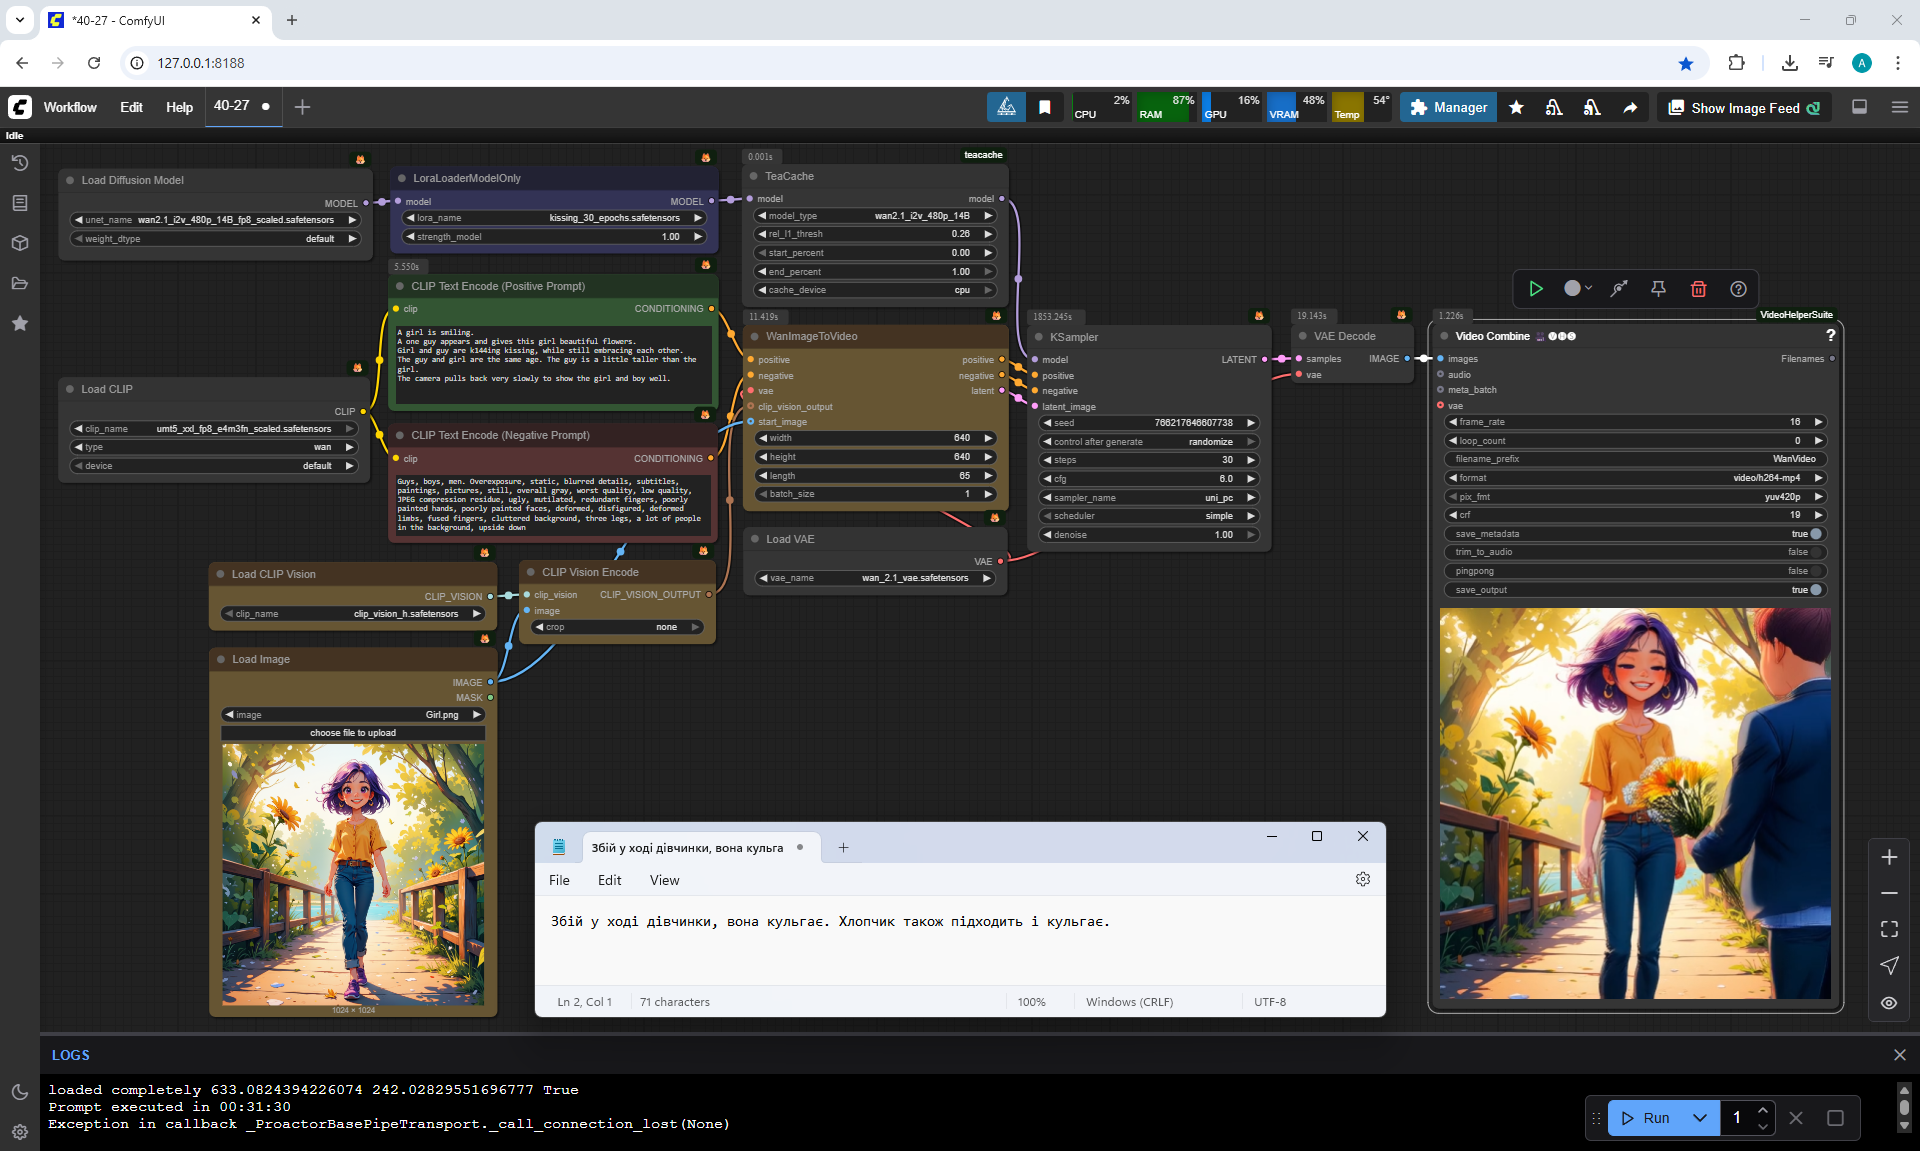 *40-27 - ComfyUI
127.0.0.1:8188
A
Workflow
Edit
Help
40-27
CPU 2%
RAM 87%
GPU 16%
VRAM 48%
Temp 54°
Manager
Show Image Feed
Idle
Load Diffusion Model
MODEL
unet_name wan2.1_i2v_480p_14B_fp8_scaled.safetensors
weight_dtype default
LoraLoaderModelOnly
model MODEL
lora_name kissing_30_epochs.safetensors
strength_model 1.00
0.001s
teacache
TeaCache
model model
model_type wan2.1_i2v_480p_14B
rel_l1_thresh 0.26
start_percent 0.00
end_percent 1.00
cache_device cpu
5.550s
CLIP Text Encode (Positive Prompt)
clip CONDITIONING
A girl is smiling.
A one guy appears and gives this girl beautiful flowers.
Girl and guy are k144ing kissing, while still embracing each other.
The guy and girl are the same age. The guy is a little taller than the
girl.
The camera pulls back very slowly to show the girl and boy well.
Load CLIP
CLIP
clip_name umt5_xxl_fp8_e4m3fn_scaled.safetensors
type wan
device default
CLIP Text Encode (Negative Prompt)
clip CONDITIONING
Guys, boys, men. Overexposure, static, blurred details, subtitles,
paintings, pictures, still, overall gray, worst quality, low quality,
JPEG compression residue, ugly, mutilated, redundant fingers, poorly
painted hands, poorly painted faces, deformed, disfigured, deformed
limbs, fused fingers, cluttered background, three legs, a lot of people
in the background, upside down
11.419s
WanImageToVideo
positive positive
negative negative
vae latent
clip_vision_output
start_image
width 640
height 640
length 65
batch_size 1
1853.245s
KSampler
model LATENT
positive
negative
latent_image
seed 766217646607738
control after generate randomize
steps 30
cfg 6.0
sampler_name uni_pc
scheduler simple
denoise 1.00
19.143s
VAE Decode
samples IMAGE
vae
Load VAE
VAE
vae_name wan_2.1_vae.safetensors
Load CLIP Vision
CLIP_VISION
clip_name clip_vision_h.safetensors
CLIP Vision Encode
clip_vision CLIP_VISION_OUTPUT
image
crop none
Load Image
IMAGE
MASK
image Girl.png
choose file to upload
1024 × 1024
1.226s
VideoHelperSuite
Video Combine VHS ?
images Filenames
audio
meta_batch
vae
frame_rate 16
loop_count 0
filename_prefix WanVideo
format video/h264-mp4
pix_fmt yuv420p
crf 19
save_metadata true
trim_to_audio false
pingpong false
save_output true
Збій у ході дівчинки, вона кульга
File Edit View
Збій у ході дівчинки, вона кульгає. Хлопчик також підходить і кульгає.
Ln 2, Col 1 71 characters 100% Windows (CRLF) UTF-8
LOGS
loaded completely 633.0824394226074 242.02829551696777 True
Prompt executed in 00:31:30
Exception in callback _ProactorBasePipeTransport._call_connection_lost(None)
Run 1